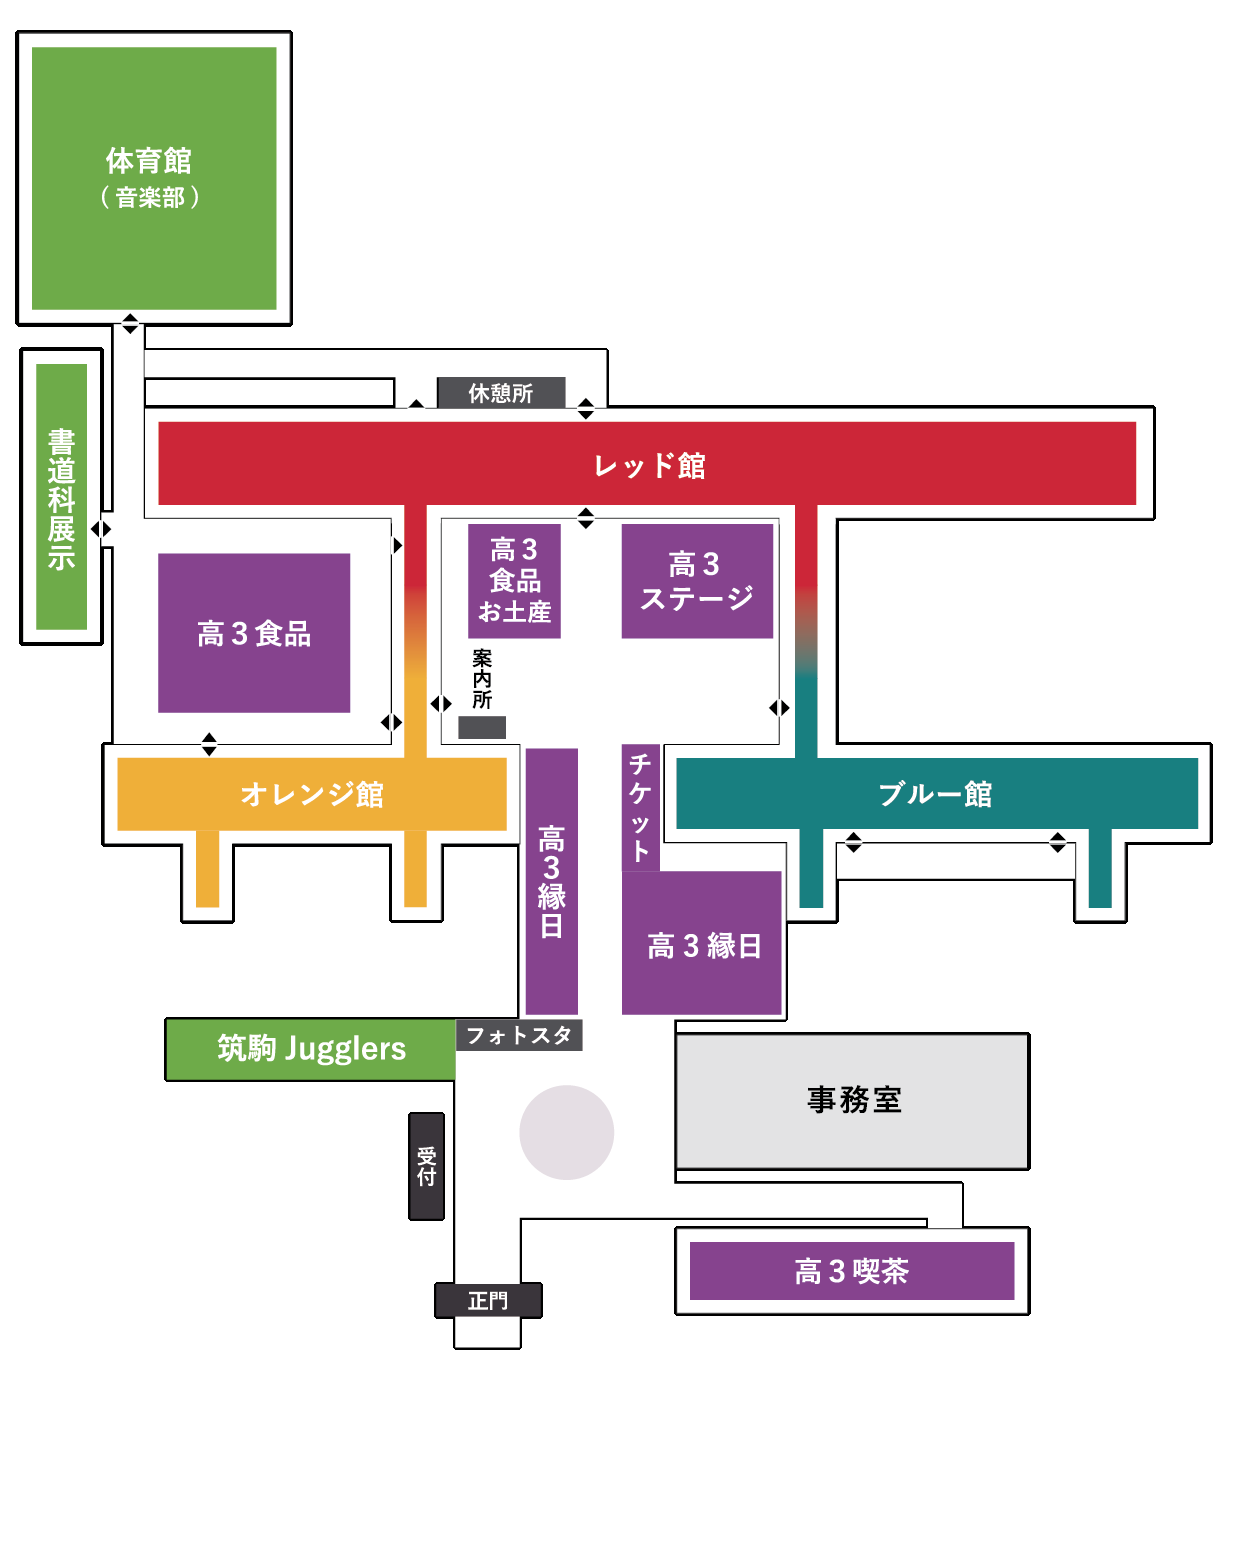 体育館
（音楽部）
休憩所
レッド館
書道科展示
高3
食品
お土産
高3
ステージ
高3食品
案内所
チケット
オレンジ館
ブルー館
高3縁日
高3縁日
フォトスタ
筑駒 Jugglers
事務室
受付
高3喫茶
正門